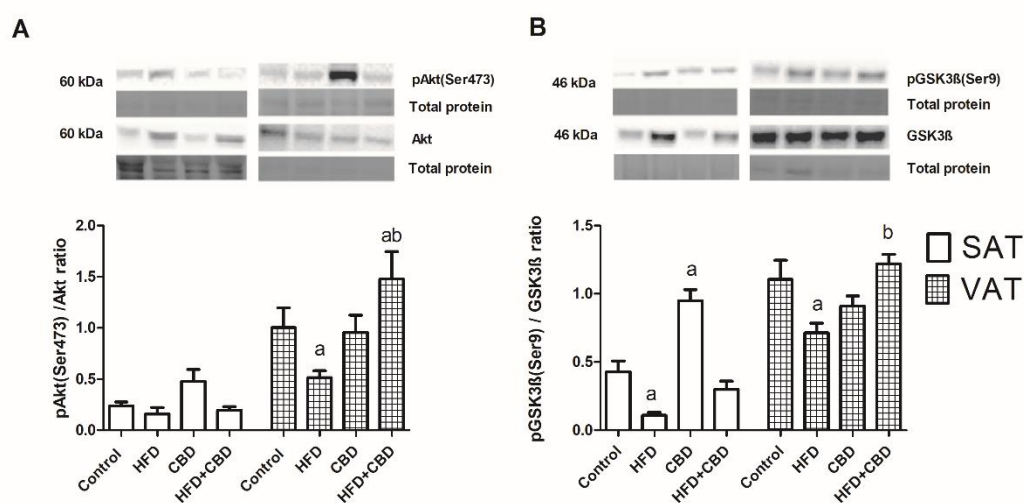 A
60 kDa
pAkt(Ser473)
Total protein
60 kDa
Akt
Total protein
pAkt(Ser473) /Akt ratio
2.0
1.5
1.0
0.5
0.0
a
ab
Control
HFD
CBD
HFD+CBD
Control
HFD
CBD
HFD+CBD
B
46 kDa
pGSK3ß(Ser9)
Total protein
46 kDa
GSK3ß
Total protein
pGSK3ß(Ser9) / GSK3ß ratio
1.5
1.0
0.5
0.0
a
a
a
b
Control
HFD
CBD
HFD+CBD
Control
HFD
CBD
HFD+CBD
SAT
VAT